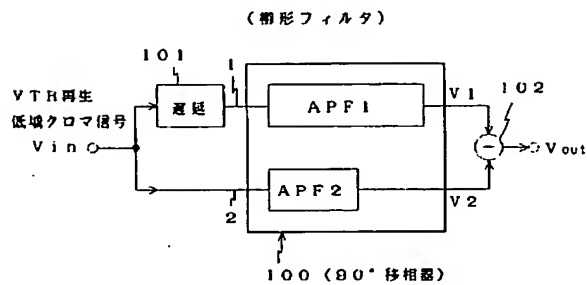 (櫛形フィルタ)
101
1
VTR再生
低域クロマ信号
Vin
遅延
APF1
V1
102
−
Vout
2
APF2
V2
100(90°移相器)